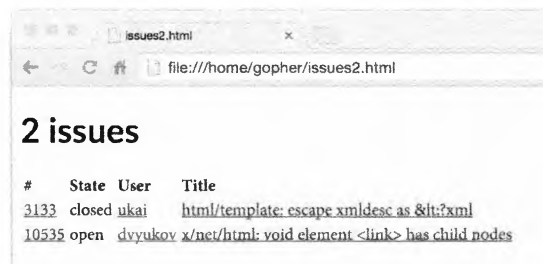 issues2.html
file:///home/gopher/issues2.html
2 issues
# State User Title
3133 closed ukai html/template: escape xmldesc as &lt;?xml
10535 open dvyukov x/net/html: void element <link> has child nodes